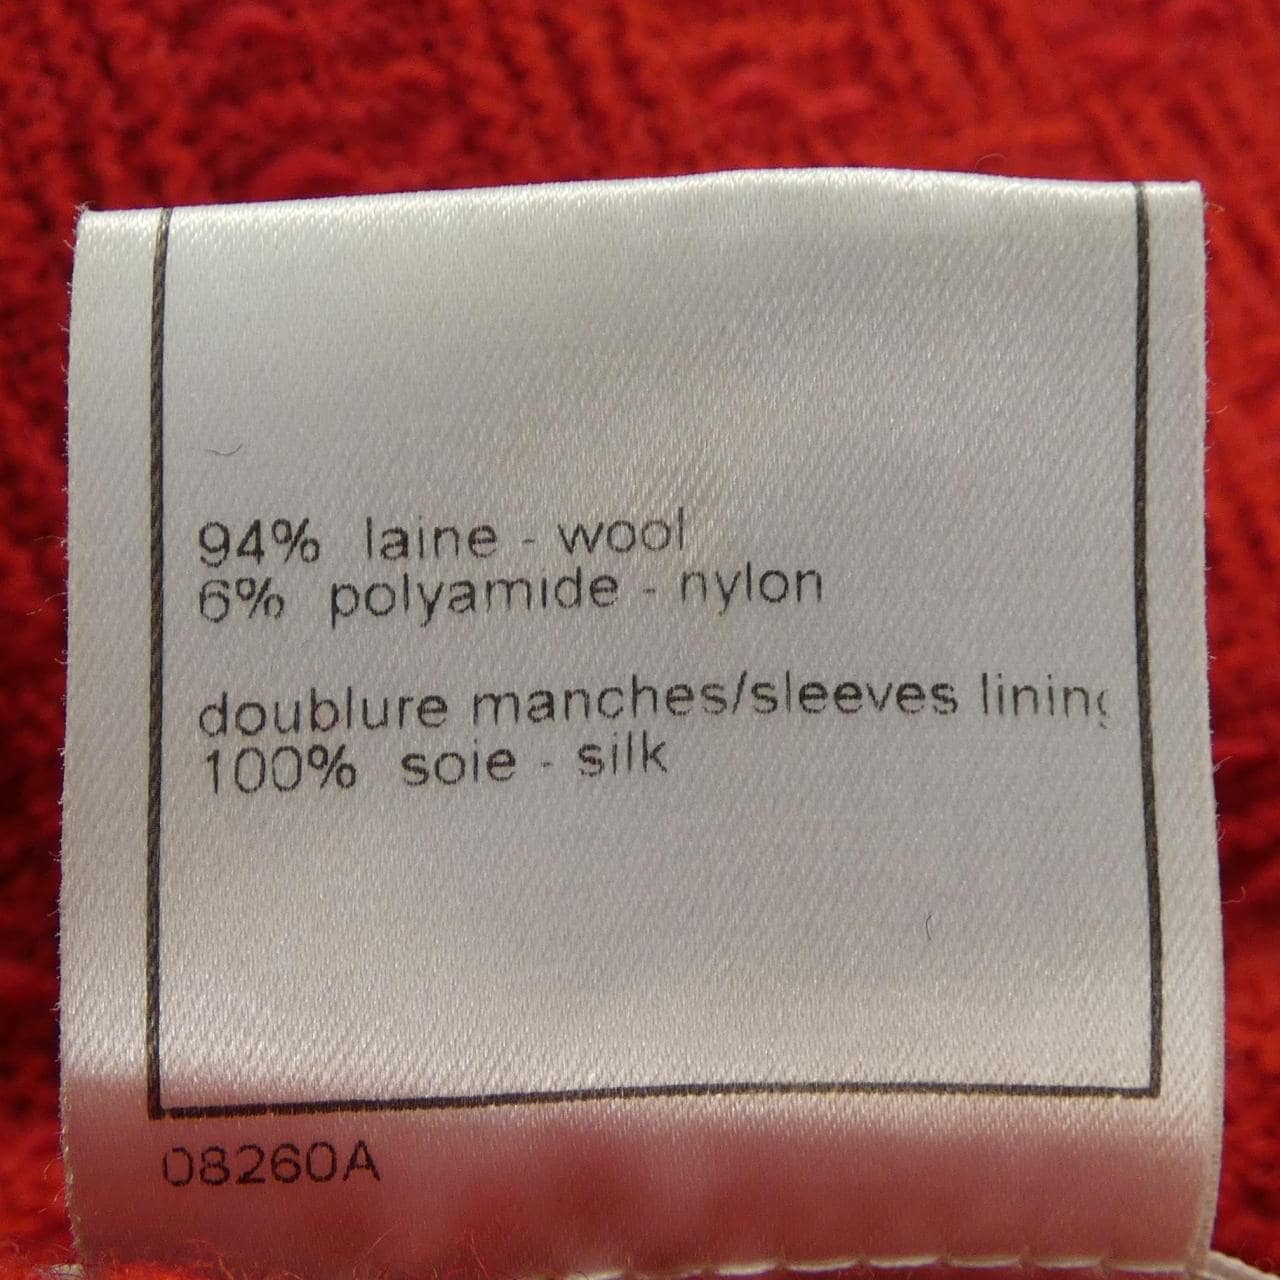 94% laine - wool
6% polyamide - nylon
doublure manches/sleeves lining
100% soie - silk
08260A